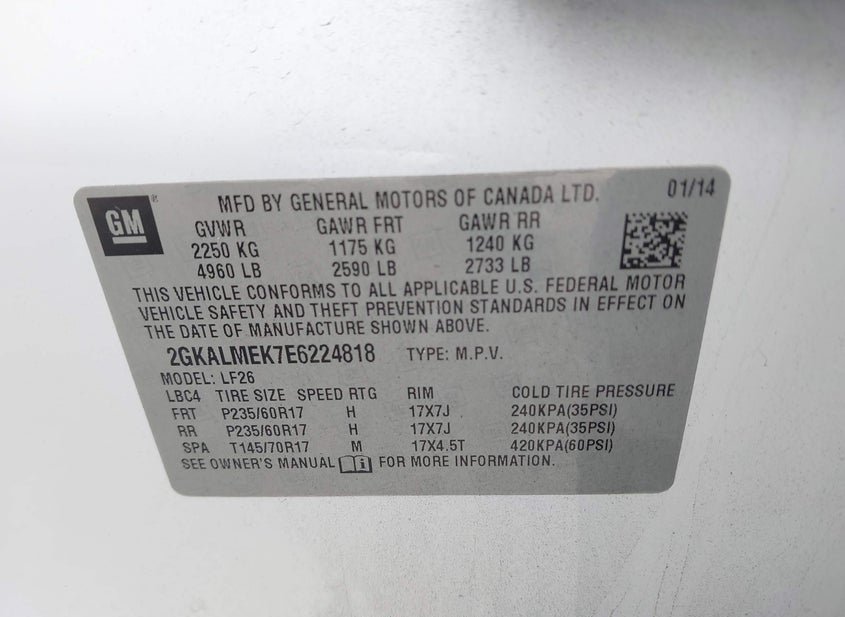 GM ® MFD BY GENERAL MOTORS OF CANADA LTD. 01/14
GVWR GAWR FRT GAWR RR
2250 KG 1175 KG 1240 KG
4960 LB 2590 LB 2733 LB
THIS VEHICLE CONFORMS TO ALL APPLICABLE U.S. FEDERAL MOTOR
VEHICLE SAFETY AND THEFT PREVENTION STANDARDS IN EFFECT ON
THE DATE OF MANUFACTURE SHOWN ABOVE.
2GKALMEK7E6224818 TYPE: M.P.V.
MODEL: LF26
LBC4 TIRE SIZE SPEED RTG RIM COLD TIRE PRESSURE
FRT P235/60R17 H 17X7J 240KPA(35PSI)
RR P235/60R17 H 17X7J 240KPA(35PSI)
SPA T145/70R17 M 17X4.5T 420KPA(60PSI)
SEE OWNER'S MANUAL i FOR MORE INFORMATION.